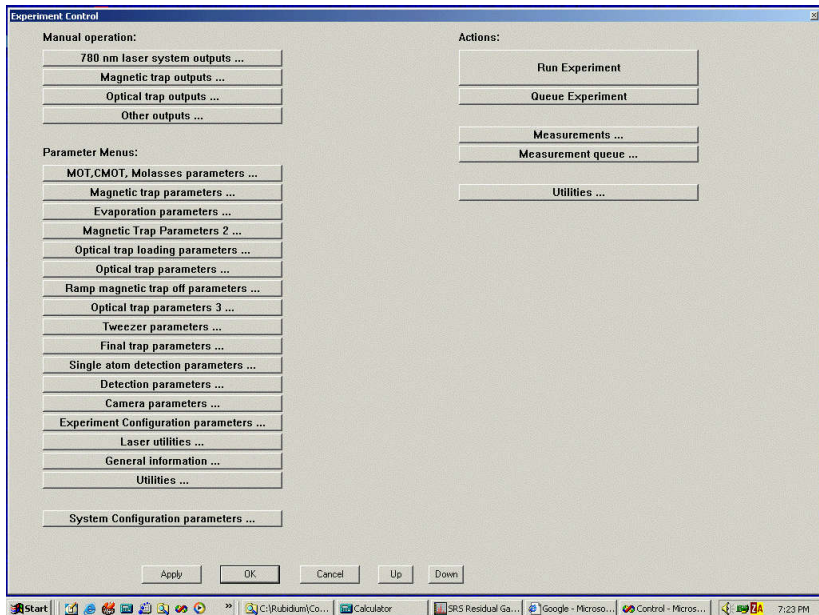 Experiment Control
Manual operation:
780 nm laser system outputs ...
Magnetic trap outputs ...
Optical trap outputs ...
Other outputs ...
Parameter Menus:
MOT,CMOT, Molasses parameters ...
Magnetic trap parameters ...
Evaporation parameters ...
Magnetic Trap Parameters 2 ...
Optical trap loading parameters ...
Optical trap parameters ...
Ramp magnetic trap off parameters ...
Optical trap parameters 3 ...
Tweezer parameters ...
Final trap parameters ...
Single atom detection parameters ...
Detection parameters ...
Camera parameters ...
Experiment Configuration parameters ...
Laser utilities ...
General information ...
Utilities ...
System Configuration parameters ...
Actions:
Run Experiment
Queue Experiment
Measurements ...
Measurement queue ...
Utilities ...
Apply OK Cancel Up Down
Start » C:\Rubidium\Co... Calculator SRS Residual Ga... Google - Microso... Control - Micros... 7:23 PM